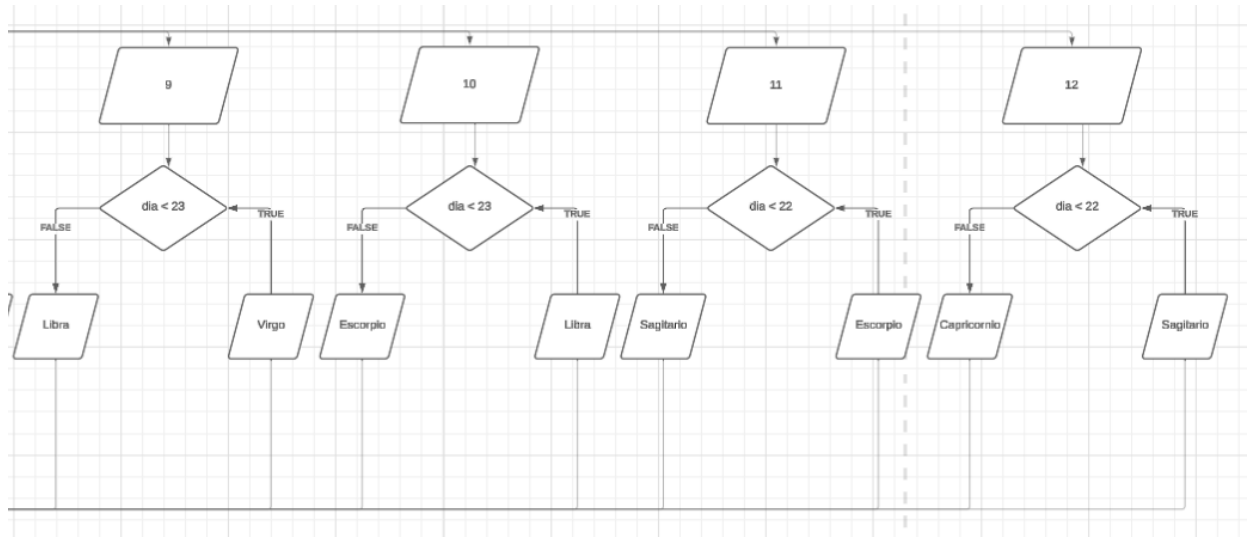 9
10
11
12
dia < 23
dia < 23
dia < 22
dia < 22
FALSE
TRUE
FALSE
TRUE
FALSE
TRUE
FALSE
TRUE
Libra
Virgo
Escorpio
Libra
Sagitario
Escorpio
Capricornio
Sagitario